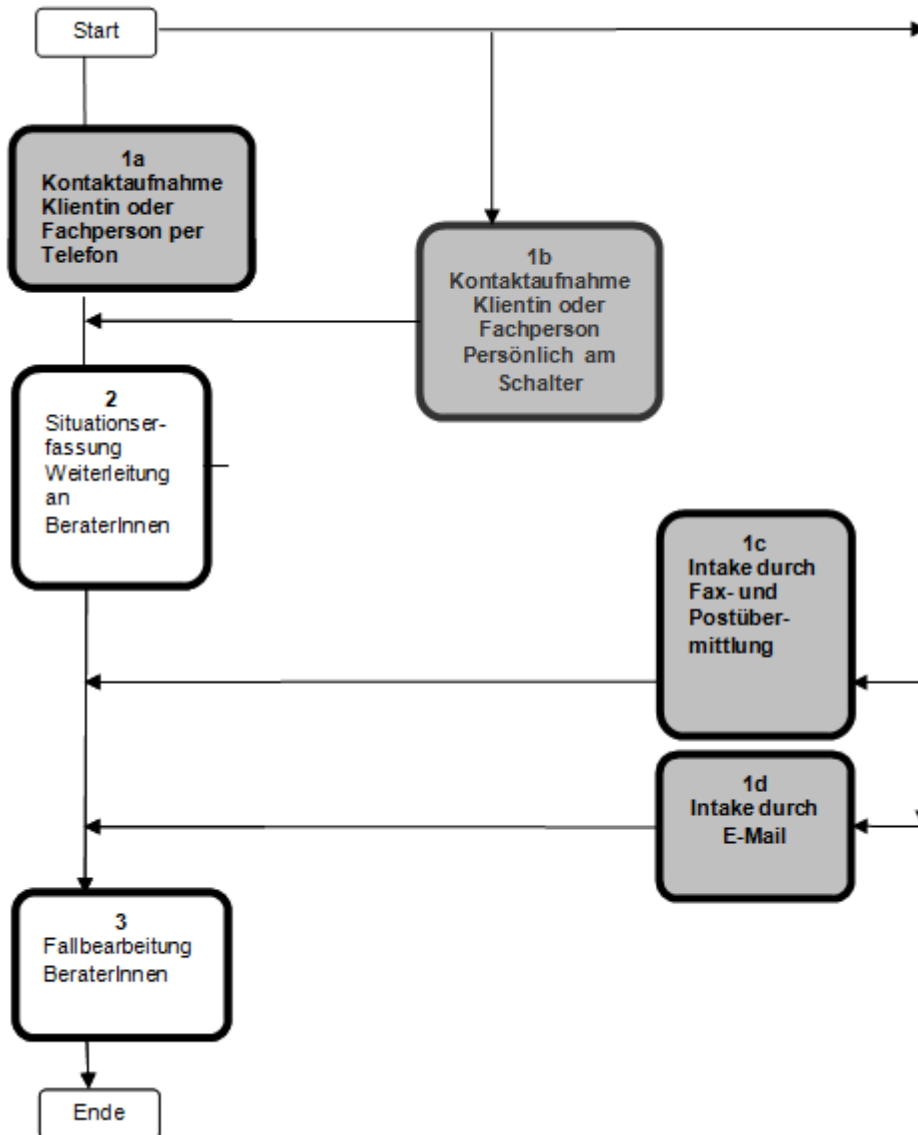 Start
1a
Kontaktaufnahme
Klientin oder
Fachperson per
Telefon
1b
Kontaktaufnahme
Klientin oder
Fachperson
Persönlich am
Schalter
2
Situationser-
fassung
Weiterleitung
an
BeraterInnen
1c
Intake durch
Fax- und
Postüber-
mittlung
1d
Intake durch
E-Mail
3
Fallbearbeitung
BeraterInnen
Ende